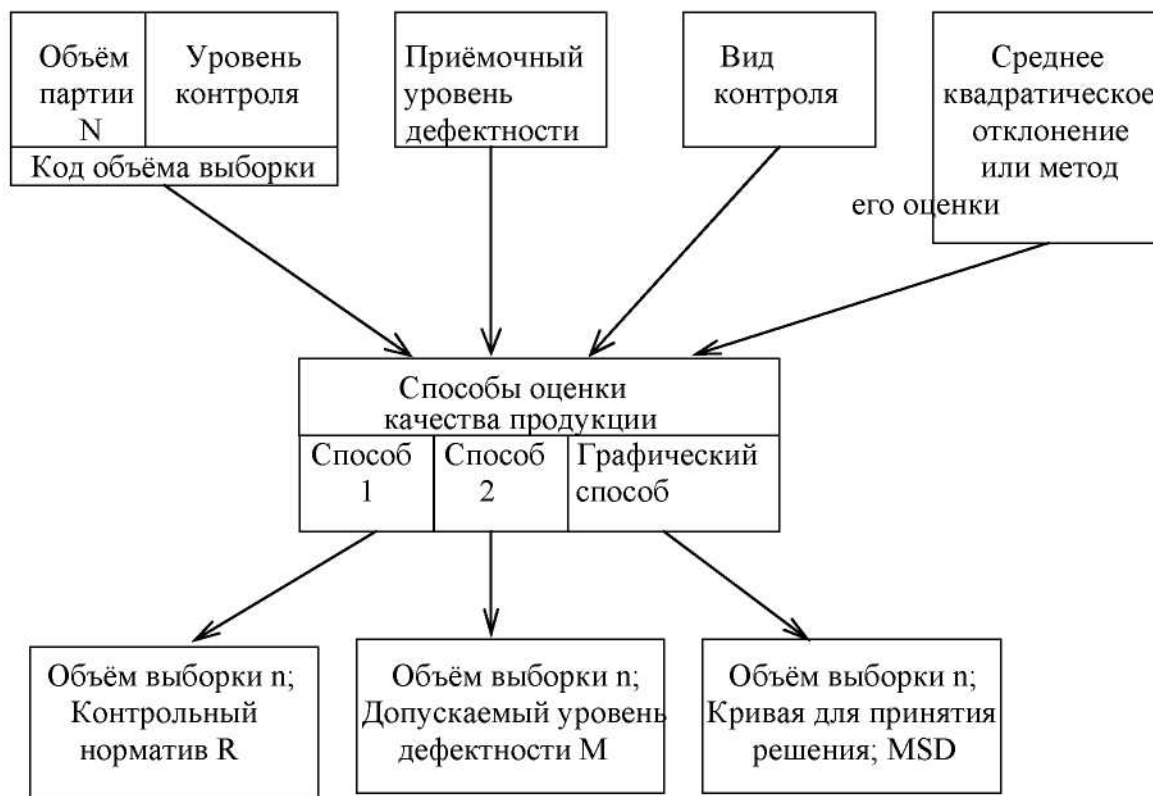 Объём
партии
N
Уровень
контроля
Код объёма выборки
Приёмочный
уровень
дефектности
Вид
контроля
Среднее
квадратическое
отклонение
или метод
его оценки
Способы оценки
качества продукции
Способ
1
Способ
2
Графический
способ
Объём выборки n;
Контрольный
норматив R
Объём выборки n;
Допускаемый уровень
дефектности М
Объём выборки n;
Кривая для принятия
решения; MSD